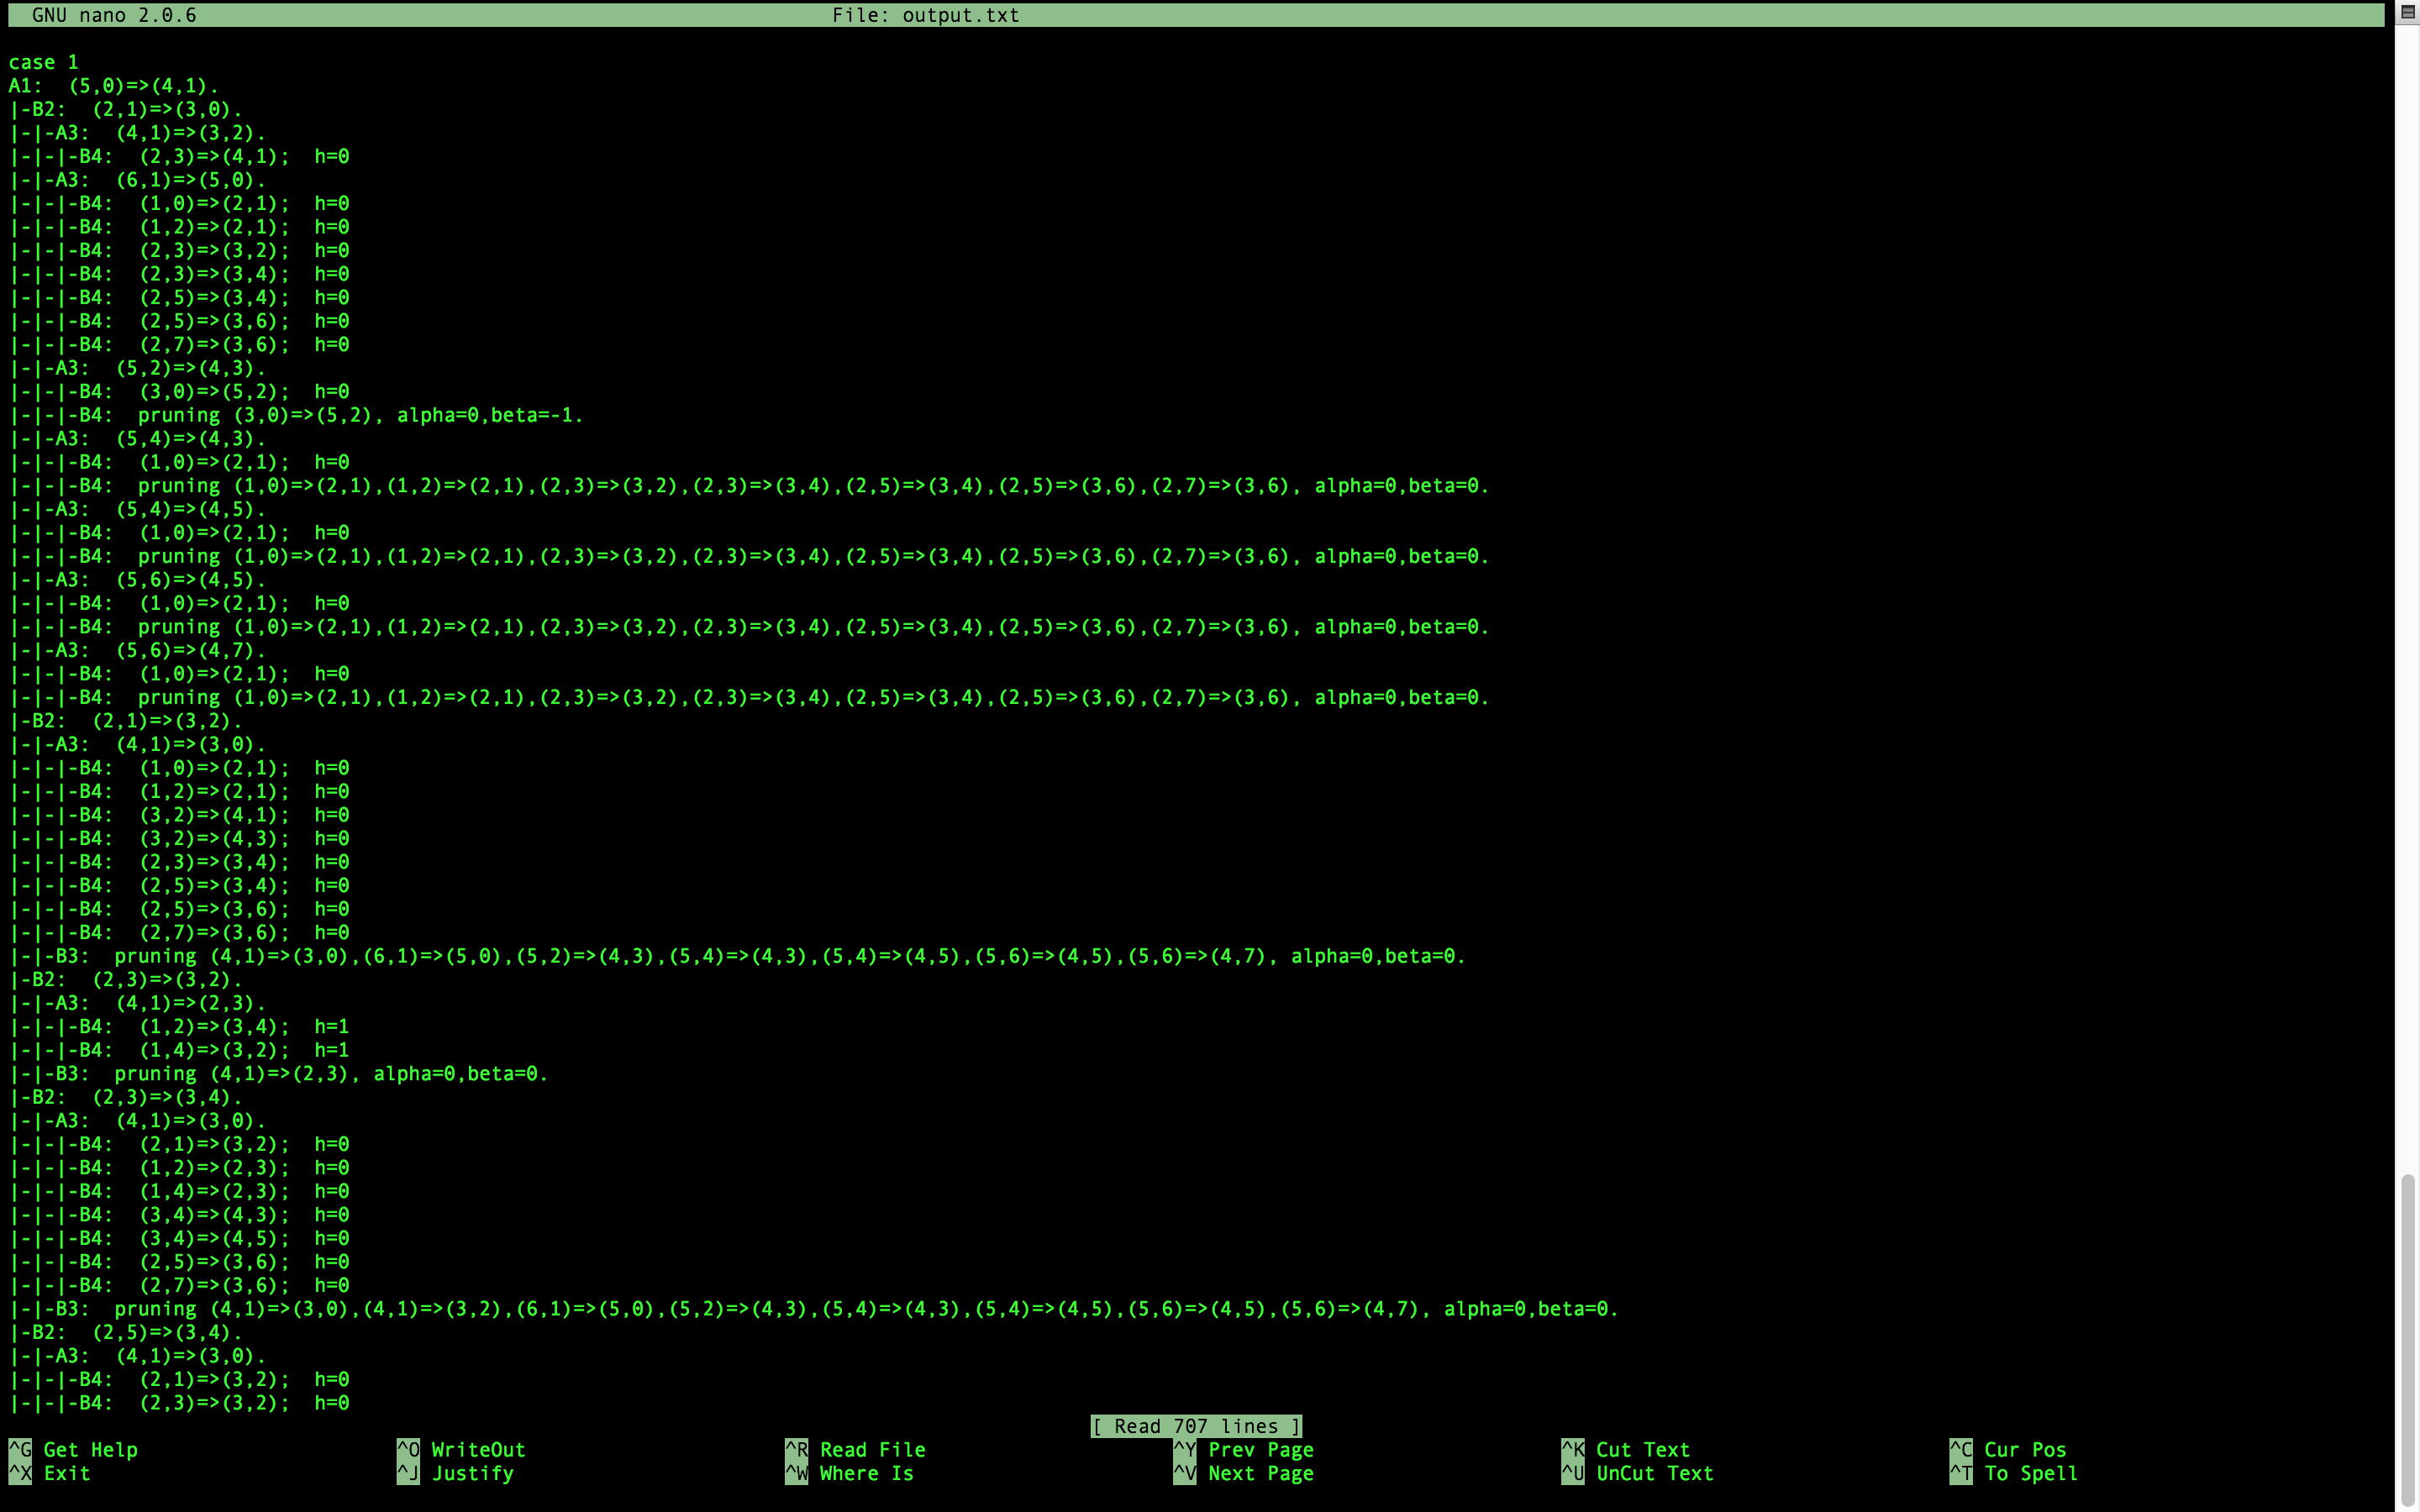 GNU nano 2.0.6 File: output.txt
case 1
A1:  (5,0)=>(4,1).
|-B2:  (2,1)=>(3,0).
|-|-A3:  (4,1)=>(3,2).
|-|-|-B4:  (2,3)=>(4,1);  h=0
|-|-A3:  (6,1)=>(5,0).
|-|-|-B4:  (1,0)=>(2,1);  h=0
|-|-|-B4:  (1,2)=>(2,1);  h=0
|-|-|-B4:  (2,3)=>(3,2);  h=0
|-|-|-B4:  (2,3)=>(3,4);  h=0
|-|-|-B4:  (2,5)=>(3,4);  h=0
|-|-|-B4:  (2,5)=>(3,6);  h=0
|-|-|-B4:  (2,7)=>(3,6);  h=0
|-|-A3:  (5,2)=>(4,3).
|-|-|-B4:  (3,0)=>(5,2);  h=0
|-|-|-B4:  pruning (3,0)=>(5,2), alpha=0,beta=-1.
|-|-A3:  (5,4)=>(4,3).
|-|-|-B4:  (1,0)=>(2,1);  h=0
|-|-|-B4:  pruning (1,0)=>(2,1),(1,2)=>(2,1),(2,3)=>(3,2),(2,3)=>(3,4),(2,5)=>(3,4),(2,5)=>(3,6),(2,7)=>(3,6), alpha=0,beta=0.
|-|-A3:  (5,4)=>(4,5).
|-|-|-B4:  (1,0)=>(2,1);  h=0
|-|-|-B4:  pruning (1,0)=>(2,1),(1,2)=>(2,1),(2,3)=>(3,2),(2,3)=>(3,4),(2,5)=>(3,4),(2,5)=>(3,6),(2,7)=>(3,6), alpha=0,beta=0.
|-|-A3:  (5,6)=>(4,5).
|-|-|-B4:  (1,0)=>(2,1);  h=0
|-|-|-B4:  pruning (1,0)=>(2,1),(1,2)=>(2,1),(2,3)=>(3,2),(2,3)=>(3,4),(2,5)=>(3,4),(2,5)=>(3,6),(2,7)=>(3,6), alpha=0,beta=0.
|-|-A3:  (5,6)=>(4,7).
|-|-|-B4:  (1,0)=>(2,1);  h=0
|-|-|-B4:  pruning (1,0)=>(2,1),(1,2)=>(2,1),(2,3)=>(3,2),(2,3)=>(3,4),(2,5)=>(3,4),(2,5)=>(3,6),(2,7)=>(3,6), alpha=0,beta=0.
|-B2:  (2,1)=>(3,2).
|-|-A3:  (4,1)=>(3,0).
|-|-|-B4:  (1,0)=>(2,1);  h=0
|-|-|-B4:  (1,2)=>(2,1);  h=0
|-|-|-B4:  (3,2)=>(4,1);  h=0
|-|-|-B4:  (3,2)=>(4,3);  h=0
|-|-|-B4:  (2,3)=>(3,4);  h=0
|-|-|-B4:  (2,5)=>(3,4);  h=0
|-|-|-B4:  (2,5)=>(3,6);  h=0
|-|-|-B4:  (2,7)=>(3,6);  h=0
|-|-B3:  pruning (4,1)=>(3,0),(6,1)=>(5,0),(5,2)=>(4,3),(5,4)=>(4,3),(5,4)=>(4,5),(5,6)=>(4,5),(5,6)=>(4,7), alpha=0,beta=0.
|-B2:  (2,3)=>(3,2).
|-|-A3:  (4,1)=>(2,3).
|-|-|-B4:  (1,2)=>(3,4);  h=1
|-|-|-B4:  (1,4)=>(3,2);  h=1
|-|-B3:  pruning (4,1)=>(2,3), alpha=0,beta=0.
|-B2:  (2,3)=>(3,4).
|-|-A3:  (4,1)=>(3,0).
|-|-|-B4:  (2,1)=>(3,2);  h=0
|-|-|-B4:  (1,2)=>(2,3);  h=0
|-|-|-B4:  (1,4)=>(2,3);  h=0
|-|-|-B4:  (3,4)=>(4,3);  h=0
|-|-|-B4:  (3,4)=>(4,5);  h=0
|-|-|-B4:  (2,5)=>(3,6);  h=0
|-|-|-B4:  (2,7)=>(3,6);  h=0
|-|-B3:  pruning (4,1)=>(3,0),(4,1)=>(3,2),(6,1)=>(5,0),(5,2)=>(4,3),(5,4)=>(4,3),(5,4)=>(4,5),(5,6)=>(4,5),(5,6)=>(4,7), alpha=0,beta=0.
|-B2:  (2,5)=>(3,4).
|-|-A3:  (4,1)=>(3,0).
|-|-|-B4:  (2,1)=>(3,2);  h=0
|-|-|-B4:  (2,3)=>(3,2);  h=0
[ Read 707 lines ]
^G Get Help ^O WriteOut ^R Read File ^Y Prev Page ^K Cut Text ^C Cur Pos
^X Exit ^J Justify ^W Where Is ^V Next Page ^U UnCut Text ^T To Spell